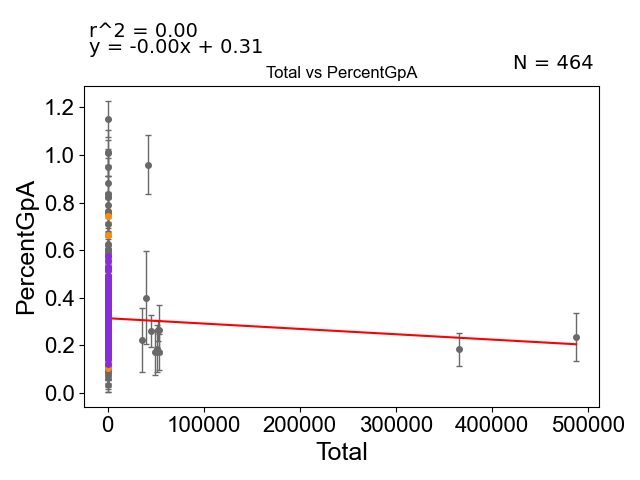 r^2 = 0.00
y = -0.00x + 0.31
N = 464
Total vs PercentGpA
PercentGpA
1.2
1.0
0.8
0.6
0.4
0.2
0.0
0
100000
200000
300000
400000
500000
Total